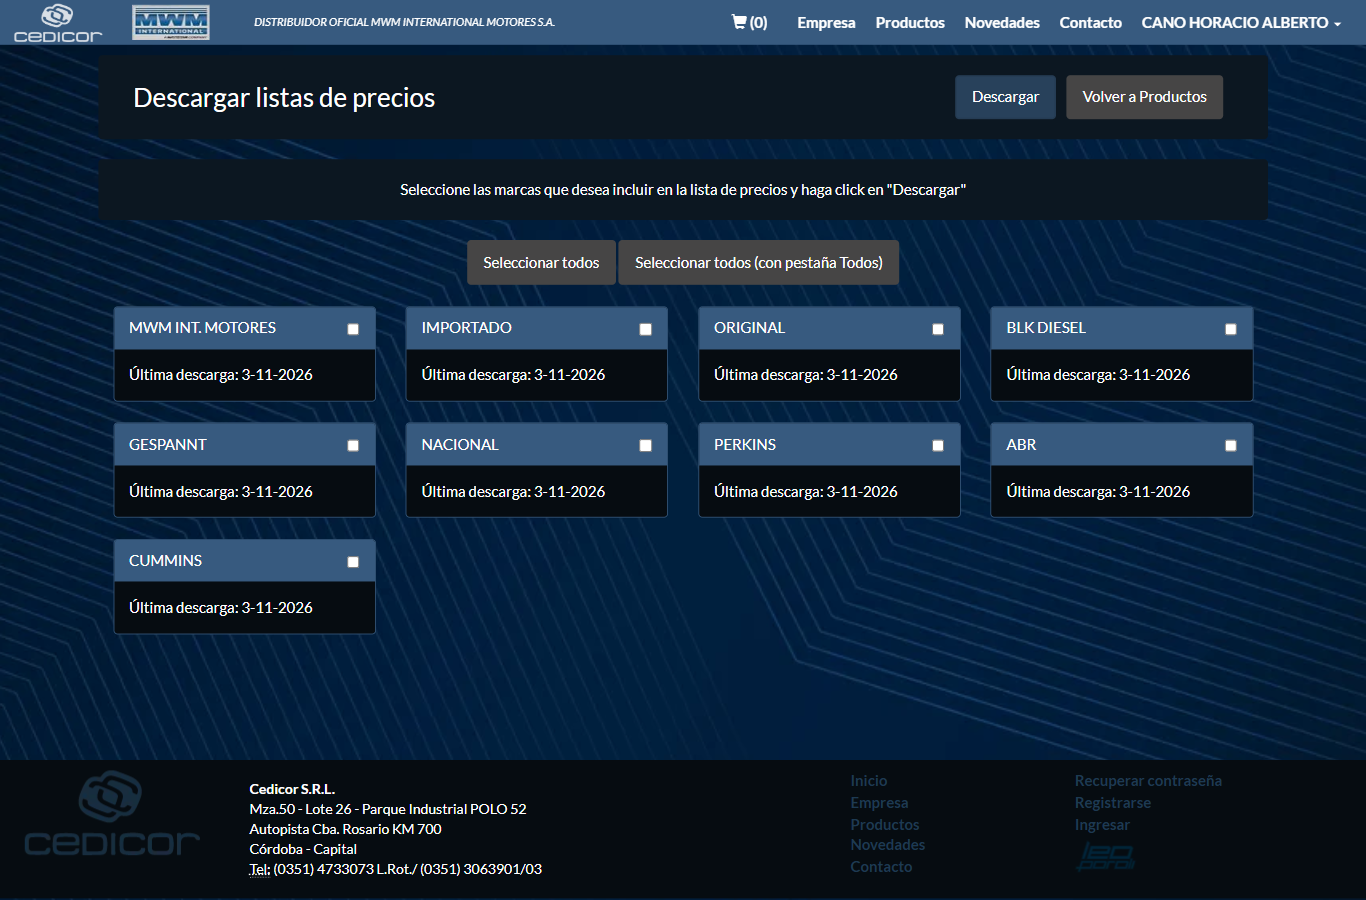 CEDICOR
MWM
INTERNATIONAL
DISTRIBUIDOR OFICIAL MWM INTERNATIONAL MOTORES S.A.
(0)
Empresa
Productos
Novedades
Contacto
CANO HORACIO ALBERTO
Descargar listas de precios
Descargar
Volver a Productos
Seleccione las marcas que desea incluir en la lista de precios y haga click en "Descargar"
Seleccionar todos
Seleccionar todos (con pestaña Todos)
MWM INT. MOTORES
IMPORTADO
ORIGINAL
BLK DIESEL
Última descarga: 3-11-2026
Última descarga: 3-11-2026
Última descarga: 3-11-2026
Última descarga: 3-11-2026
GESPANNT
NACIONAL
PERKINS
ABR
Última descarga: 3-11-2026
Última descarga: 3-11-2026
Última descarga: 3-11-2026
Última descarga: 3-11-2026
CUMMINS
Última descarga: 3-11-2026
CEDICOR
Cedicor S.R.L.
Mza.50 - Lote 26 - Parque Industrial POLO 52
Autopista Cba. Rosario KM 700
Córdoba - Capital
Tel: (0351) 4733073 L.Rot./ (0351) 3063901/03
Inicio
Empresa
Productos
Novedades
Contacto
Recuperar contraseña
Registrarse
Ingresar